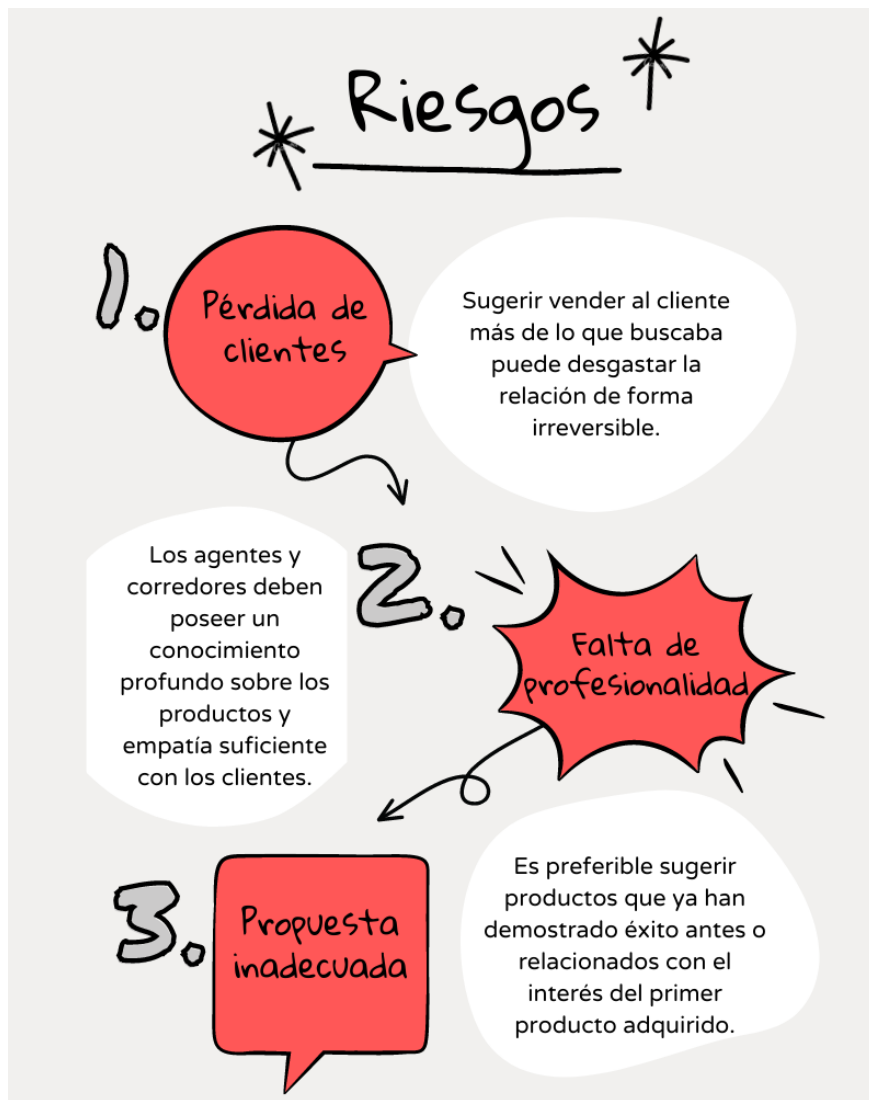 Riesgos
1.
Pérdida de
clientes
Sugerir vender al cliente
más de lo que buscaba
puede desgastar la
relación de forma
irreversible.
2.
Falta de
profesionalidad
Los agentes y
corredores deben
poseer un
conocimiento
profundo sobre los
productos y
empatía suficiente
con los clientes.
3.
Propuesta
inadecuada
Es preferible sugerir
productos que ya han
demostrado éxito antes o
relacionados con el
interés del primer
producto adquirido.